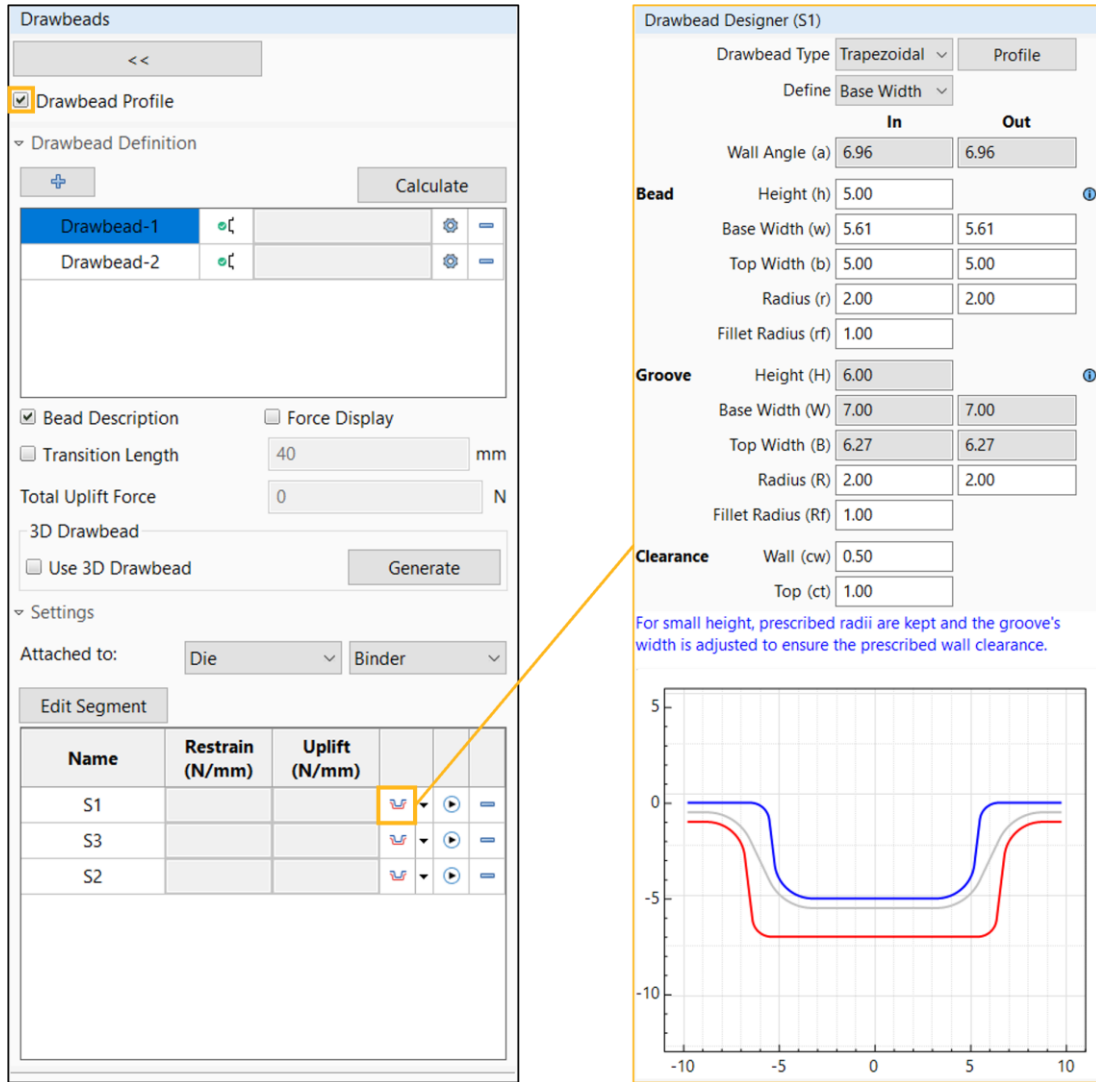 Drawbeads
<<
Drawbead Profile
Drawbead Definition
Calculate
Drawbead-1
Drawbead-2
Bead Description Force Display
Transition Length 40 mm
Total Uplift Force 0 N
3D Drawbead
Use 3D Drawbead Generate
Settings
Attached to: Die Binder
Edit Segment
Name Restrain (N/mm) Uplift (N/mm)
S1
S3
S2
Drawbead Designer (S1)
Drawbead Type Trapezoidal Profile
Define Base Width
In Out
Wall Angle (a) 6.96 6.96
Bead Height (h) 5.00
Base Width (w) 5.61 5.61
Top Width (b) 5.00 5.00
Radius (r) 2.00 2.00
Fillet Radius (rf) 1.00
Groove Height (H) 6.00
Base Width (W) 7.00 7.00
Top Width (B) 6.27 6.27
Radius (R) 2.00 2.00
Fillet Radius (Rf) 1.00
Clearance Wall (cw) 0.50
Top (ct) 1.00
For small height, prescribed radii are kept and the groove's
width is adjusted to ensure the prescribed wall clearance.
5
0
-5
-10
-10 -5 0 5 10